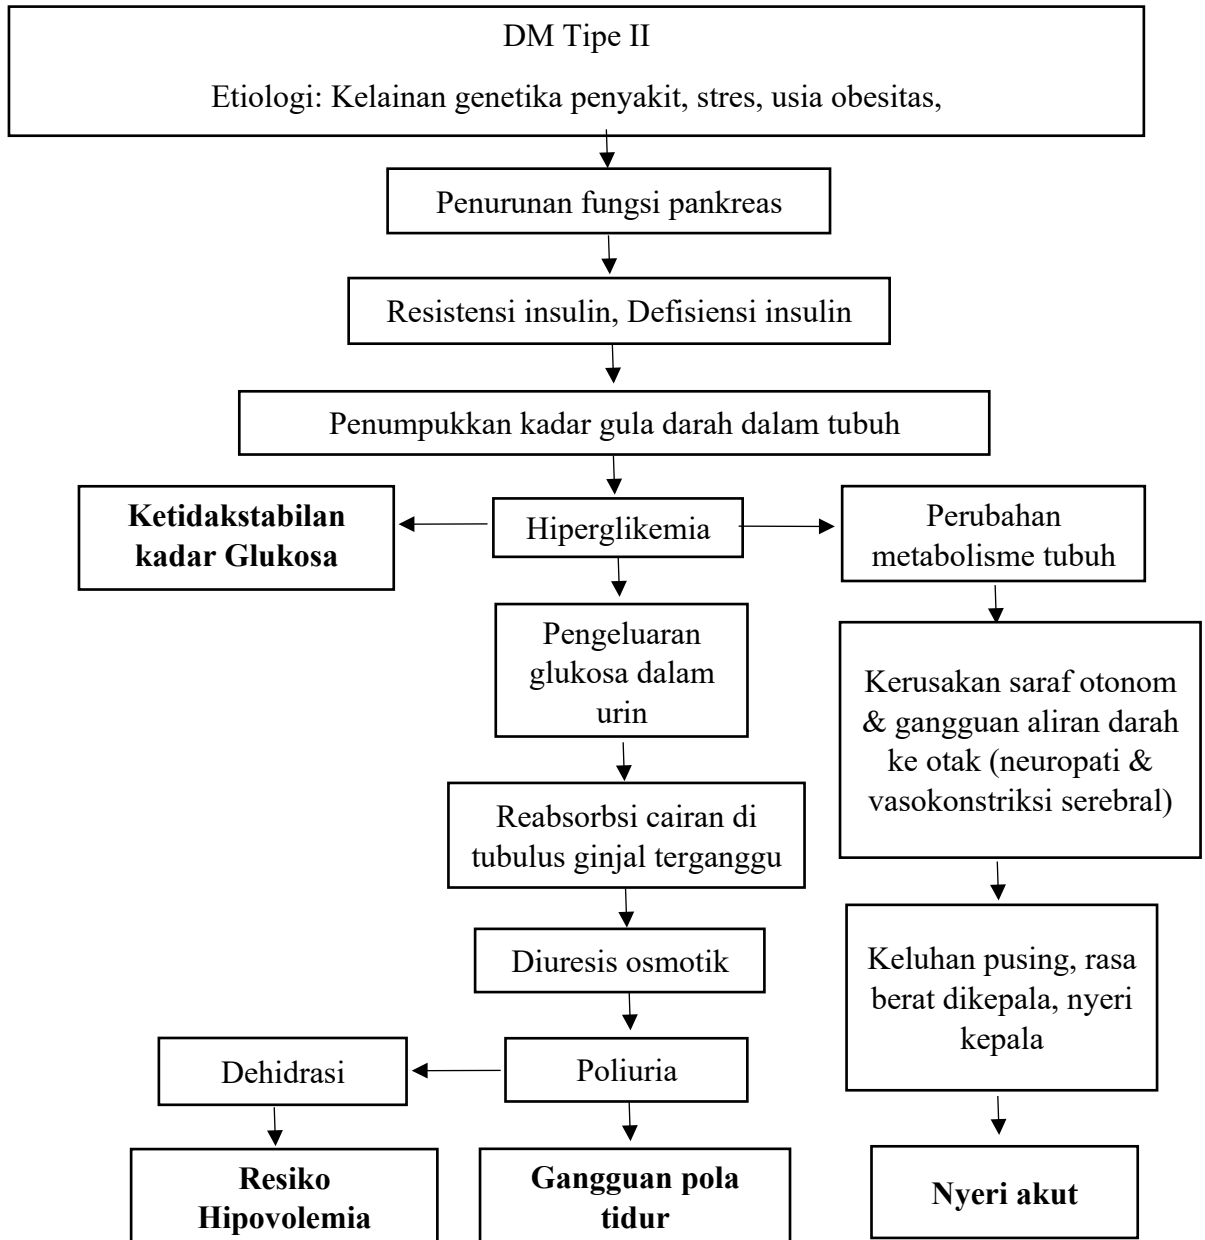 DM Tipe II
Etiologi: Kelainan genetika penyakit, stres, usia obesitas,
Penurunan fungsi pankreas
Resistensi insulin, Defisiensi insulin
Penumpukkan kadar gula darah dalam tubuh
Ketidakstabilan
kadar Glukosa
Hiperglikemia
Perubahan
metabolisme tubuh
Pengeluaran
glukosa dalam
urin
Kerusakan saraf otonom
& gangguan aliran darah
ke otak (neuropati &
vasokonstriksi serebral)
Reabsorbsi cairan di
tubulus ginjal terganggu
Diuresis osmotik
Keluhan pusing, rasa
berat dikepala, nyeri
kepala
Dehidrasi
Poliuria
Resiko
Hipovolemia
Gangguan pola
tidur
Nyeri akut